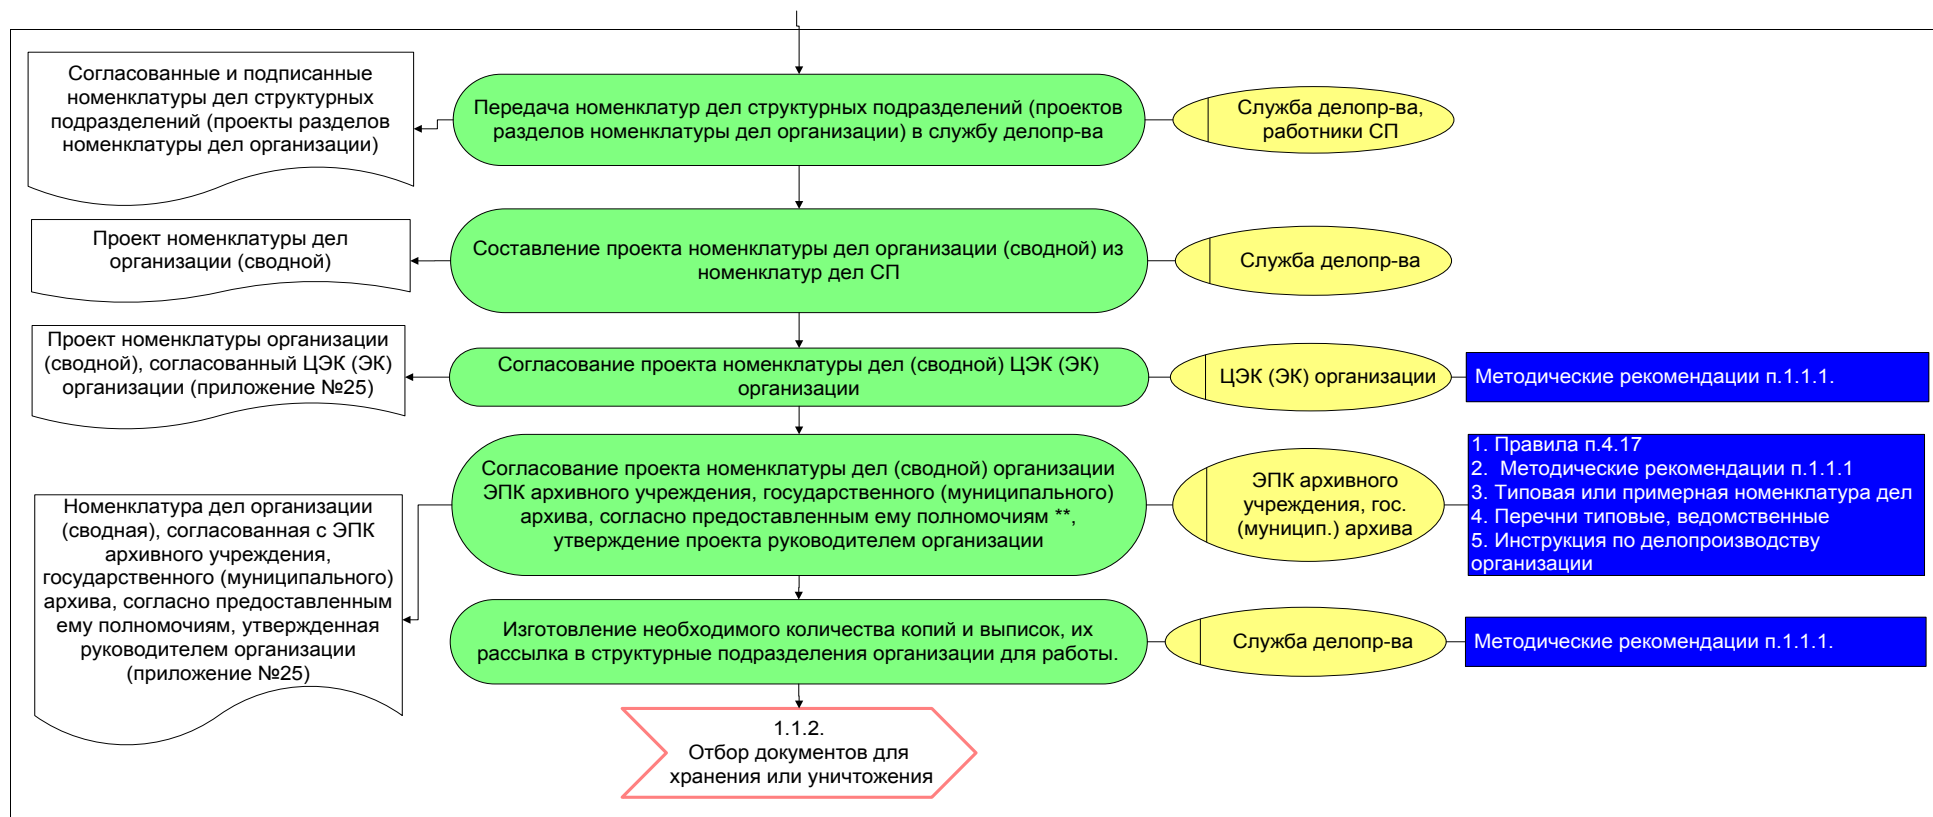 Согласованные и подписанные
номенклатуры дел структурных
подразделений (проекты разделов
номенклатуры дел организации)
Передача номенклатур дел структурных подразделений (проектов
разделов номенклатуры дел организации) в службу делопр-ва
Служба делопр-ва,
работники СП
Проект номенклатуры дел
организации (сводной)
Составление проекта номенклатуры дел организации (сводной) из
номенклатур дел СП
Служба делопр-ва
Проект номенклатуры организации
(сводной), согласованный ЦЭК (ЭК)
организации (приложение №25)
Согласование проекта номенклатуры дел (сводной) ЦЭК (ЭК)
организации
ЦЭК (ЭК) организации
Методические рекомендации п.1.1.1.
Номенклатура дел организации
(сводная), согласованная с ЭПК
архивного учреждения,
государственного (муниципального)
архива, согласно предоставленным
ему полномочиям, утвержденная
руководителем организации
(приложение №25)
Согласование проекта номенклатуры дел (сводной) организации
ЭПК архивного учреждения, государственного (муниципального)
архива, согласно предоставленным ему полномочиям **,
утверждение проекта руководителем организации
ЭПК архивного
учреждения, гос.
(муницип.) архива
1. Правила п.4.17
2. Методические рекомендации п.1.1.1
3. Типовая или примерная номенклатура дел
4. Перечни типовые, ведомственные
5. Инструкция по делопроизводству
организации
Изготовление необходимого количества копий и выписок, их
рассылка в структурные подразделения организации для работы.
Служба делопр-ва
Методические рекомендации п.1.1.1.
1.1.2.
Отбор документов для
хранения или уничтожения